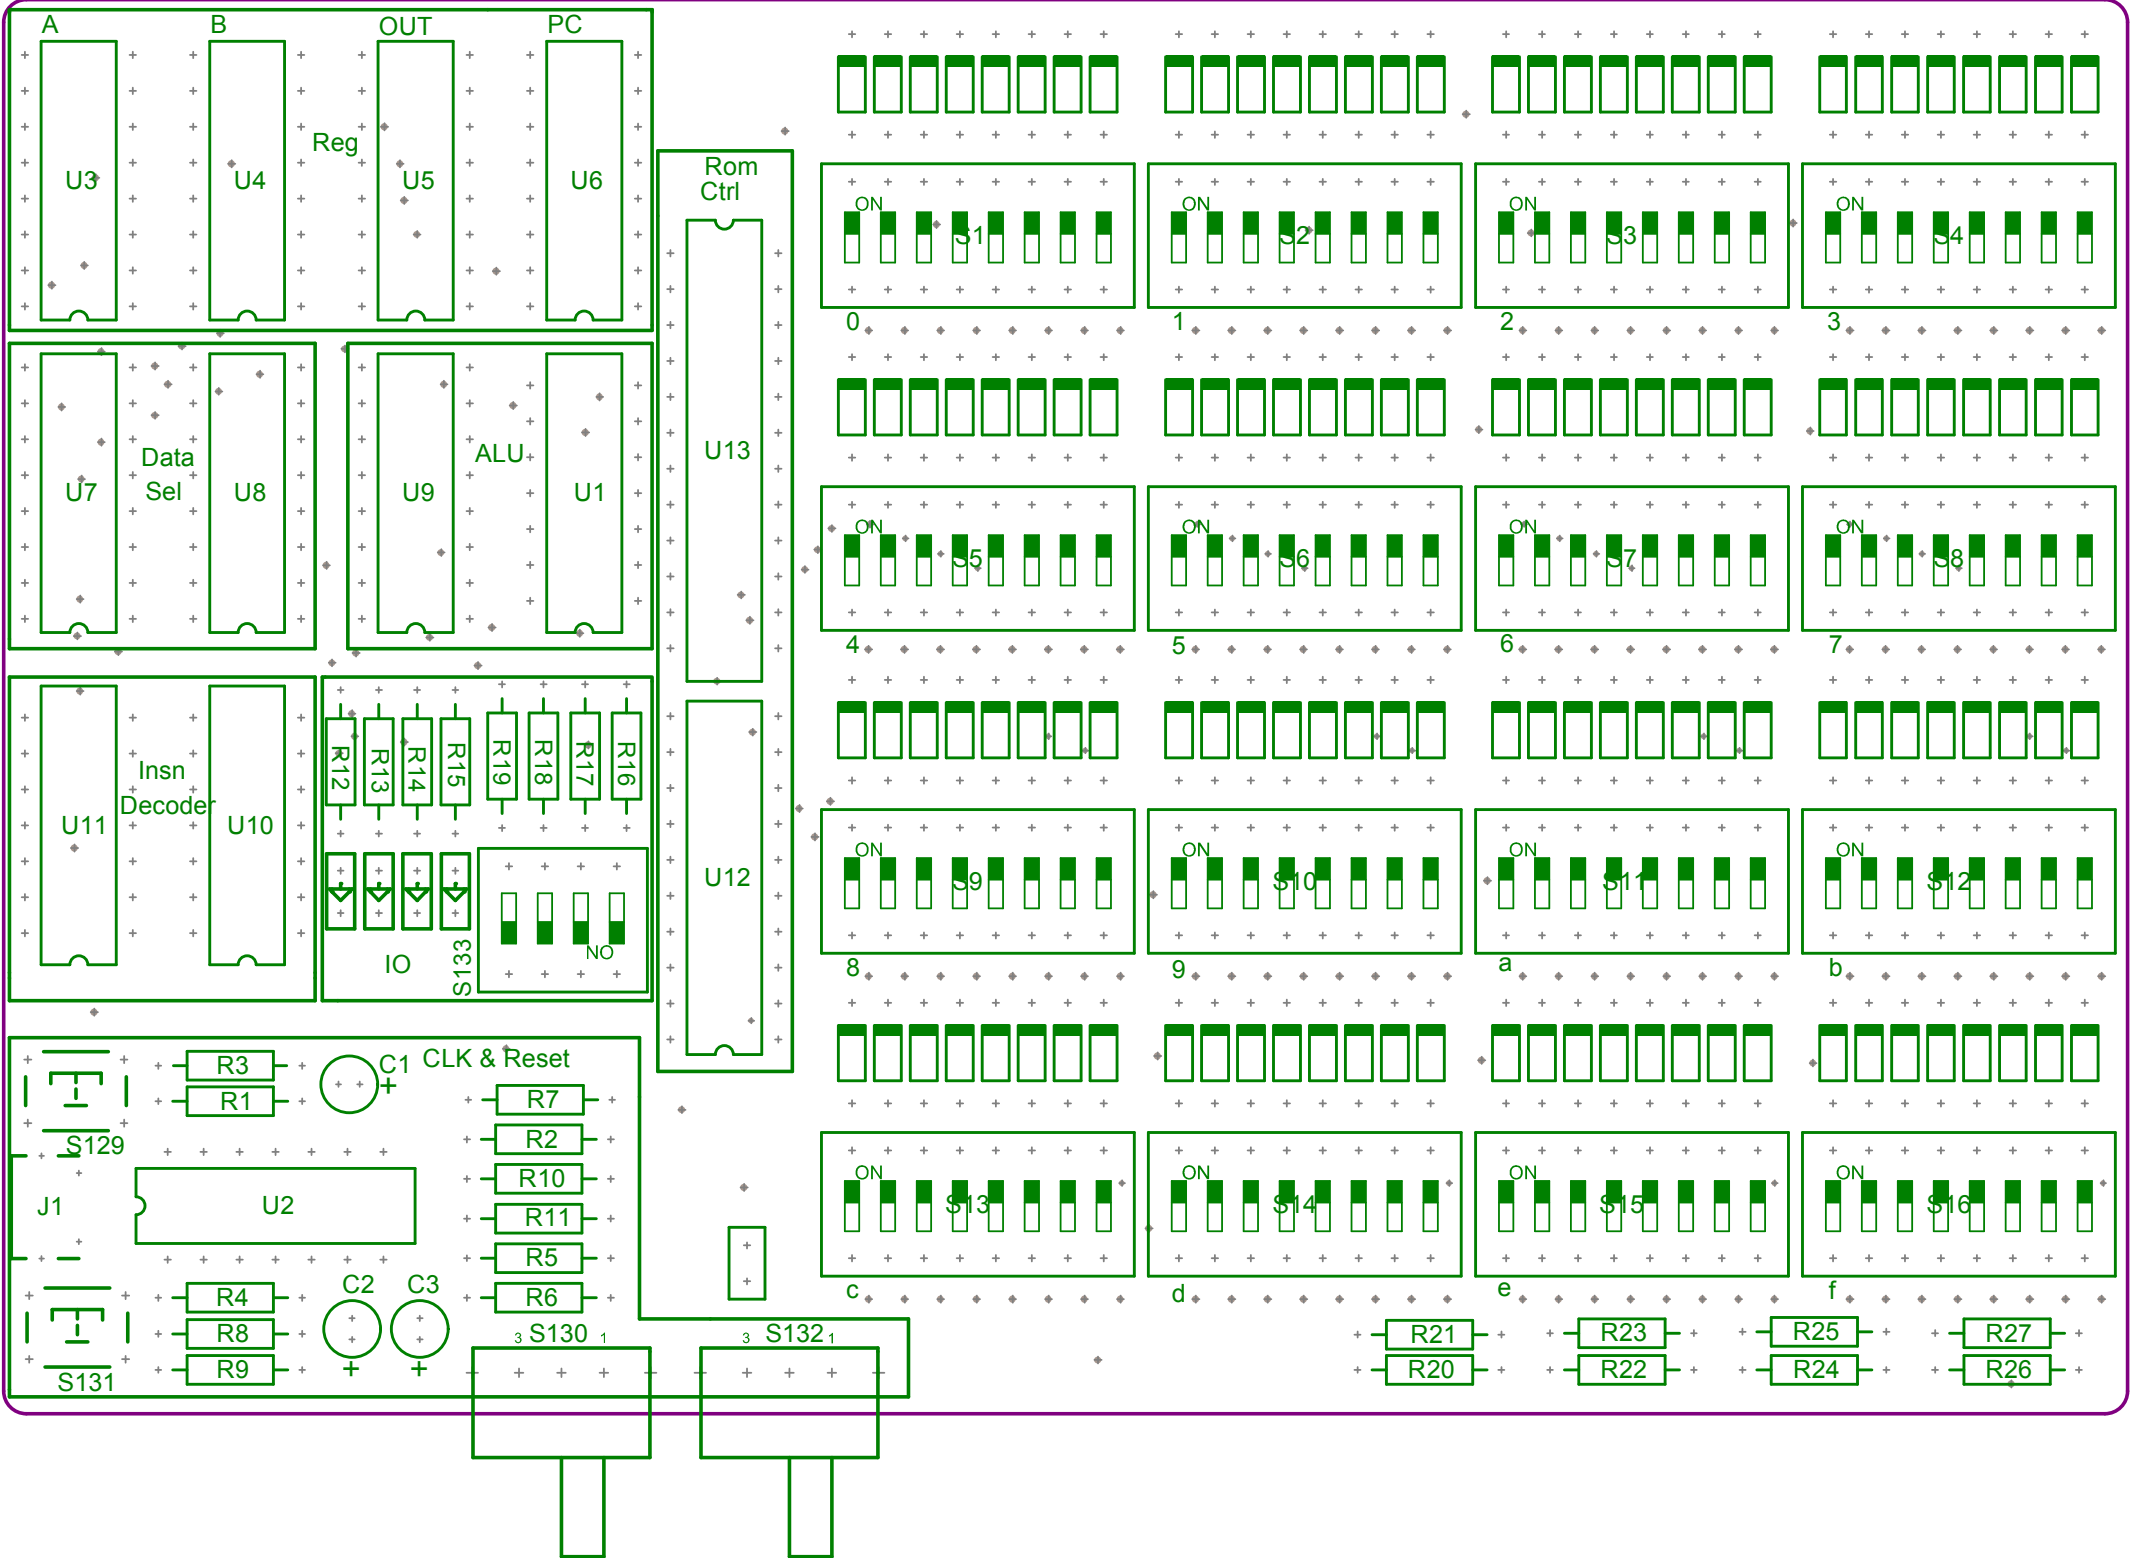 A
B
OUT
PC
Reg
U3
U4
U5
U6
Rom
Ctrl
ON
S1
ON
S2
ON
S3
ON
S4
0
1
2
3
Data
Sel
U7
U8
U9
ALU
U1
U13
ON
S5
ON
S6
ON
S7
ON
S8
4
5
6
7
Insn
Decoder
U11
U10
R12
R13
R14
R15
R19
R18
R17
R16
U12
NO
IO
S133
ON
S9
ON
S10
ON
S11
ON
S12
8
9
a
b
CLK & Reset
R3
R1
C1
+
S129
J1
U2
R7
R2
R10
R11
R5
R6
R4
R8
R9
C2
C3
+
+
S131
3 S130 1
3 S132 1
ON
S13
ON
S14
ON
S15
ON
S16
c
d
e
f
R21
R23
R25
R27
R20
R22
R24
R26